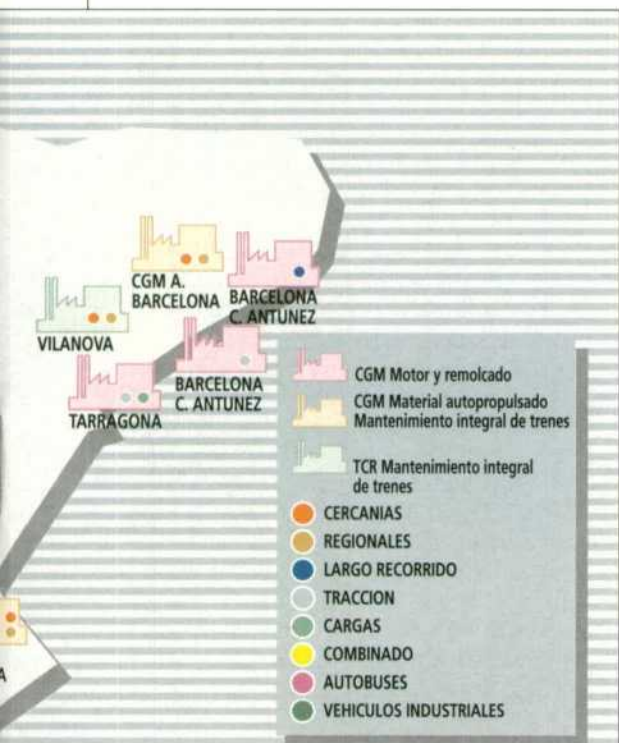 CGM A.
BARCELONA
BARCELONA
C. ANTUNEZ
VILANOVA
BARCELONA
C. ANTUNEZ
TARRAGONA
A
CGM Motor y remolcado
CGM Material autopropulsado
Mantenimiento integral de trenes
TCR Mantenimiento integral
de trenes
CERCANIAS
REGIONALES
LARGO RECORRIDO
TRACCION
CARGAS
COMBINADO
AUTOBUSES
VEHICULOS INDUSTRIALES